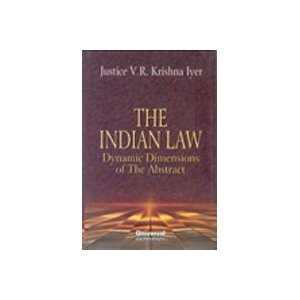 Justice V.R. Krishna Iyer
THE
INDIAN LAW
Dynamic Dimensions
of The Abstract
Universal